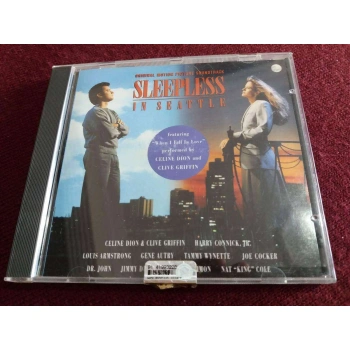 ORIGINAL MOTION PICTURE SOUNDTRACK
SLEEPLESS
IN SEATTLE
featuring
"When I Fall In Love"
performed by
CELINE DION and
CLIVE GRIFFIN
CELINE DION & CLIVE GRIFFIN HARRY CONNICK, JR.
LOUIS ARMSTRONG GENE AUTRY TAMMY WYNETTE JOE COCKER
DR. JOHN JIMMY NAT "KING" COLE